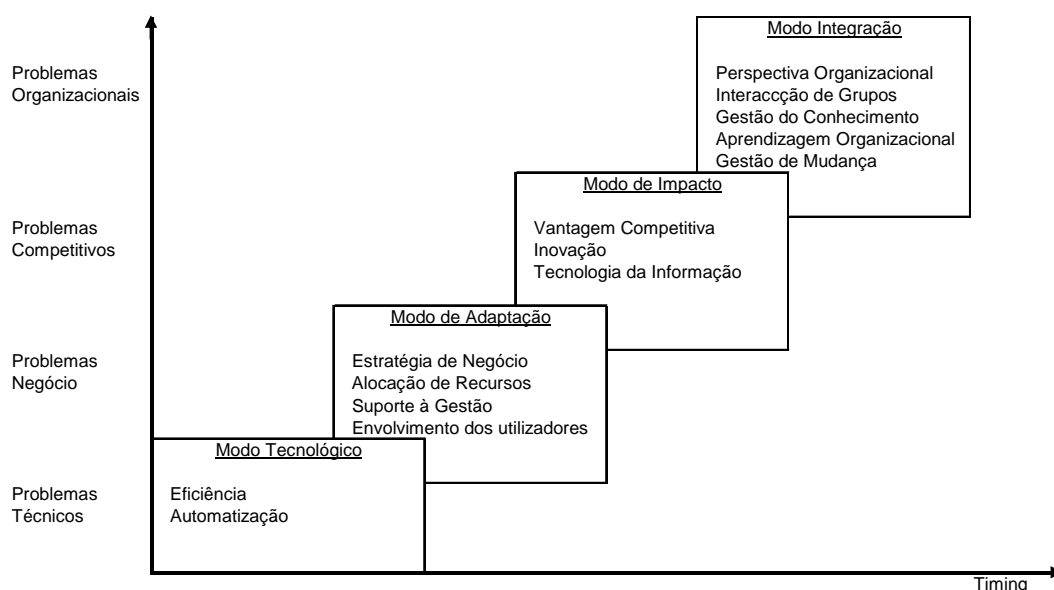 Modo Integração
Problemas
Organizacionais
Perspectiva Organizacional
Interaccção de Grupos
Gestão do Conhecimento
Aprendizagem Organizacional
Gestão de Mudança
Modo de Impacto
Problemas
Competitivos
Vantagem Competitiva
Inovação
Tecnologia da Informação
Modo de Adaptação
Problemas
Negócio
Estratégia de Negócio
Alocação de Recursos
Suporte à Gestão
Envolvimento dos utilizadores
Modo Tecnológico
Problemas
Técnicos
Eficiência
Automatização
Timing